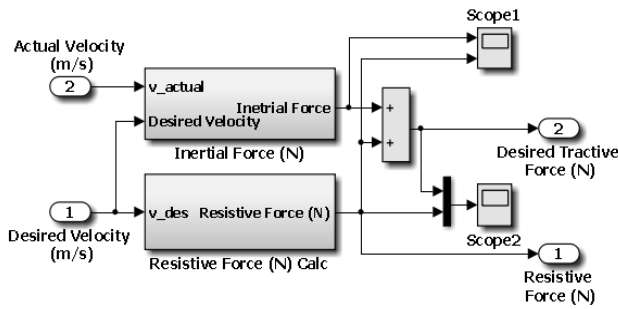 Scope1
Actual Velocity
(m/s)
2
v_actual
Inetrial Force
Desired Velocity
Inertial Force (N)
+
+
2
Desired Tractive
Force (N)
1
Desired Velocity
(m/s)
v_des Resistive Force (N)
Resistive Force (N) Calc
Scope2
1
Resistive
Force (N)